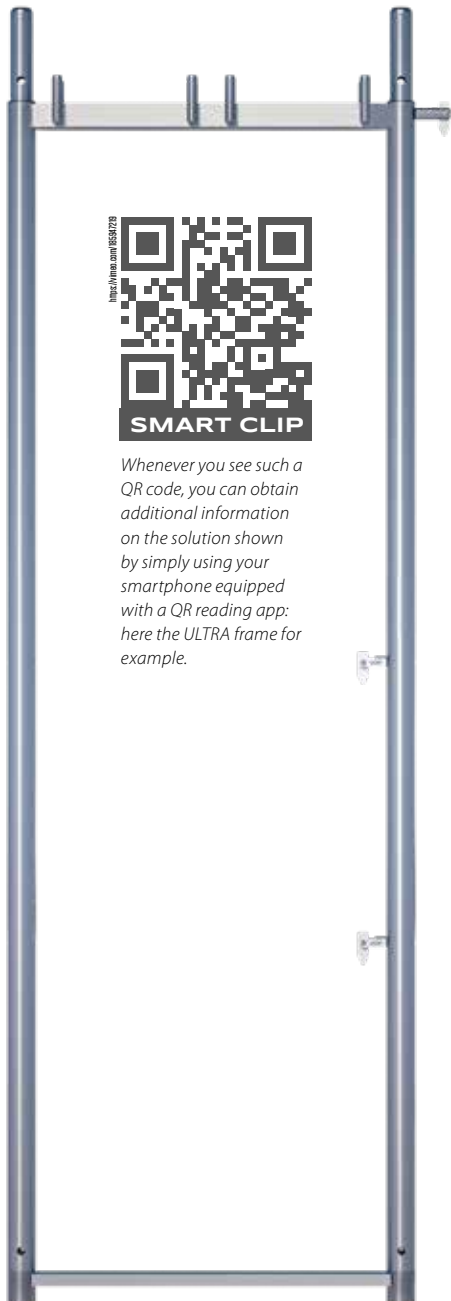 https://vimeo.com/185947219
SMART CLIP
Whenever you see such a
QR code, you can obtain
additional information
on the solution shown
by simply using your
smartphone equipped
with a QR reading app:
here the ULTRA frame for
example.